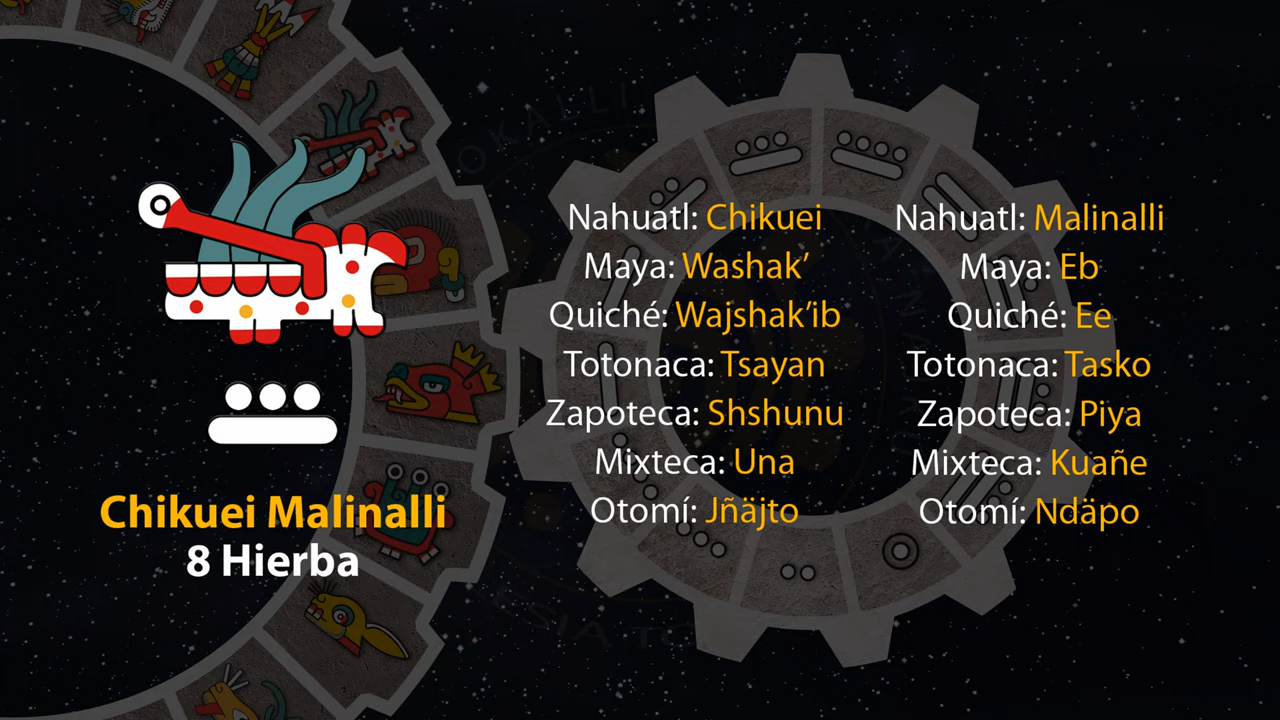 Nahuatl: Chikuei
Maya: Washak’
Quiché: Wajshak’ib
Totonaca: Tsayan
Zapoteca: Shshunu
Mixteca: Una
Otomí: Jñäjto
Nahuatl: Malinalli
Maya: Eb
Quiché: Ee
Totonaca: Tasko
Zapoteca: Piya
Mixteca: Kuañe
Otomí: Ndäpo
Chikuei Malinalli
8 Hierba